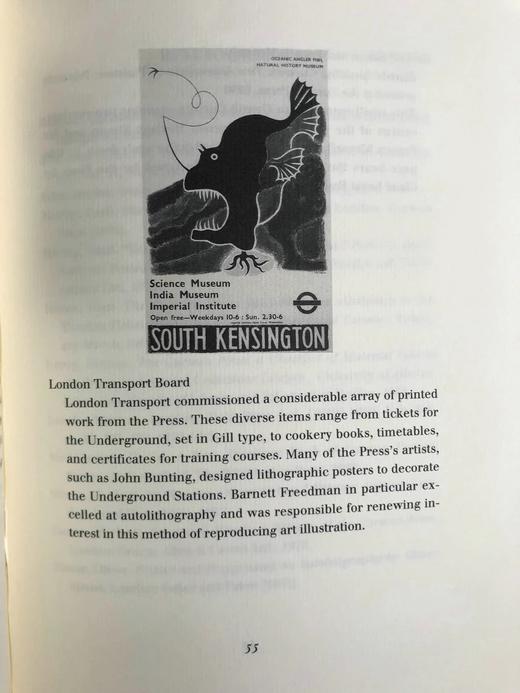 OCEANIC ANGLER FISH,
NATURAL HISTORY MUSEUM
Science Museum
India Museum
Imperial Institute
Open free—Weekdays 10-6 : Sun. 2.30-6
SOUTH KENSINGTON
London Transport Board
London Transport commissioned a considerable array of printed
work from the Press. These diverse items range from tickets for
the Underground, set in Gill type, to cookery books, timetables,
and certificates for training courses. Many of the Press's artists,
such as John Bunting, designed lithographic posters to decorate
the Underground Stations. Barnett Freedman in particular ex-
celled at autolithography and was responsible for renewing in-
terest in this method of reproducing art illustration.
55